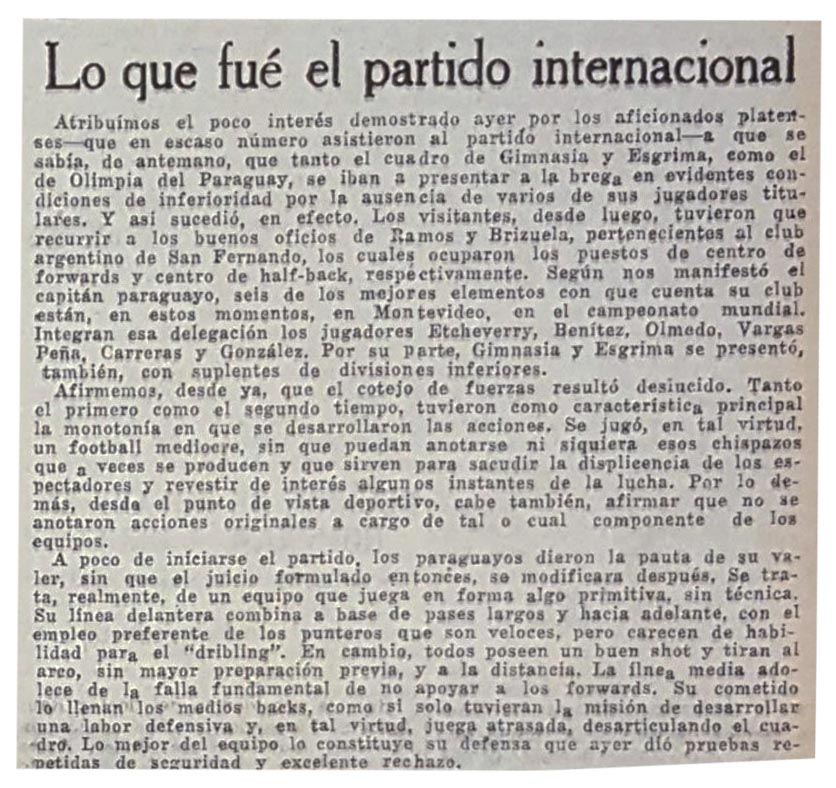 Lo que fué el partido internacional
Atribuímos el poco interés demostrado ayer por los aficionados platen-
ses—que en escaso número asistieron al partido internacional—a que se
sabía, de antemano, que tanto el cuadro de Gimnasia y Esgrima, como el
de Olimpia del Paraguay, se iban a presentar a la brega en evidentes con-
diciones de inferioridad por la ausencia de varios de sus jugadores titu-
lares. Y asi sucedió, en efecto. Los visitantes, desde luego, tuvieron que
recurrir a los buenos oficios de Ramos y Brizuela, pertenecientes al club
argentino de San Fernando, los cuales ocuparon los puestos de centro de
forwards y centro de half-back, respectivamente. Según nos manifestó el
capitán paraguayo, seis de los mejores elementos con que cuenta su club
están, en estos momentos, en Montevideo, en el campeonato mundial.
Integran esa delegación los jugadores Etcheverry, Benítez, Olmedo, Vargas
Peña, Carreras y González. Por su parte, Gimnasia y Esgrima se presentó,
también, con suplentes de divisiones inferiores.
Afirmemos, desde ya, que el cotejo de fuerzas resultó deslucido. Tanto
el primero como el segundo tiempo, tuvieron como característica principal
la monotonía en que se desarrollaron las acciones. Se jugó, en tal virtud,
un football mediocre, sin que puedan anotarse ni siquiera esos chispazos
que a veces se producen y que sirven para sacudir la displicencia de los es-
pectadores y revestir de interés algunos instantes de la lucha. Por lo de-
más, desde el punto de vista deportivo, cabe también, afirmar que no se
anotaron acciones originales a cargo de tal o cual componente de los
equipos.
A poco de iniciarse el partido, los paraguayos dieron la pauta de su va-
ler, sin que el juicio formulado entonces, se modificara después. Se tra-
ta, realmente, de un equipo que juega en forma algo primitiva, sin técnica.
Su línea delantera combina a base de pases largos y hacia adelante, con el
empleo preferente de los punteros que son veloces, pero carecen de habi-
lidad para el "dribling". En cambio, todos poseen un buen shot y tiran al
arco, sin mayor preparación previa, y a la distancia. La ílnea media ado-
lece de la falla fundamental de no apoyar a los forwards. Su cometido
lo llenan los medios backs, como si solo tuvieran la misión de desarrollar
una labor defensiva y, en tal virtud, juega atrasada, desarticulando el cua-
dro. Lo mejor del equipo lo constituye su defensa que ayer dió pruebas re-
petidas de seguridad y excelente rechazo.